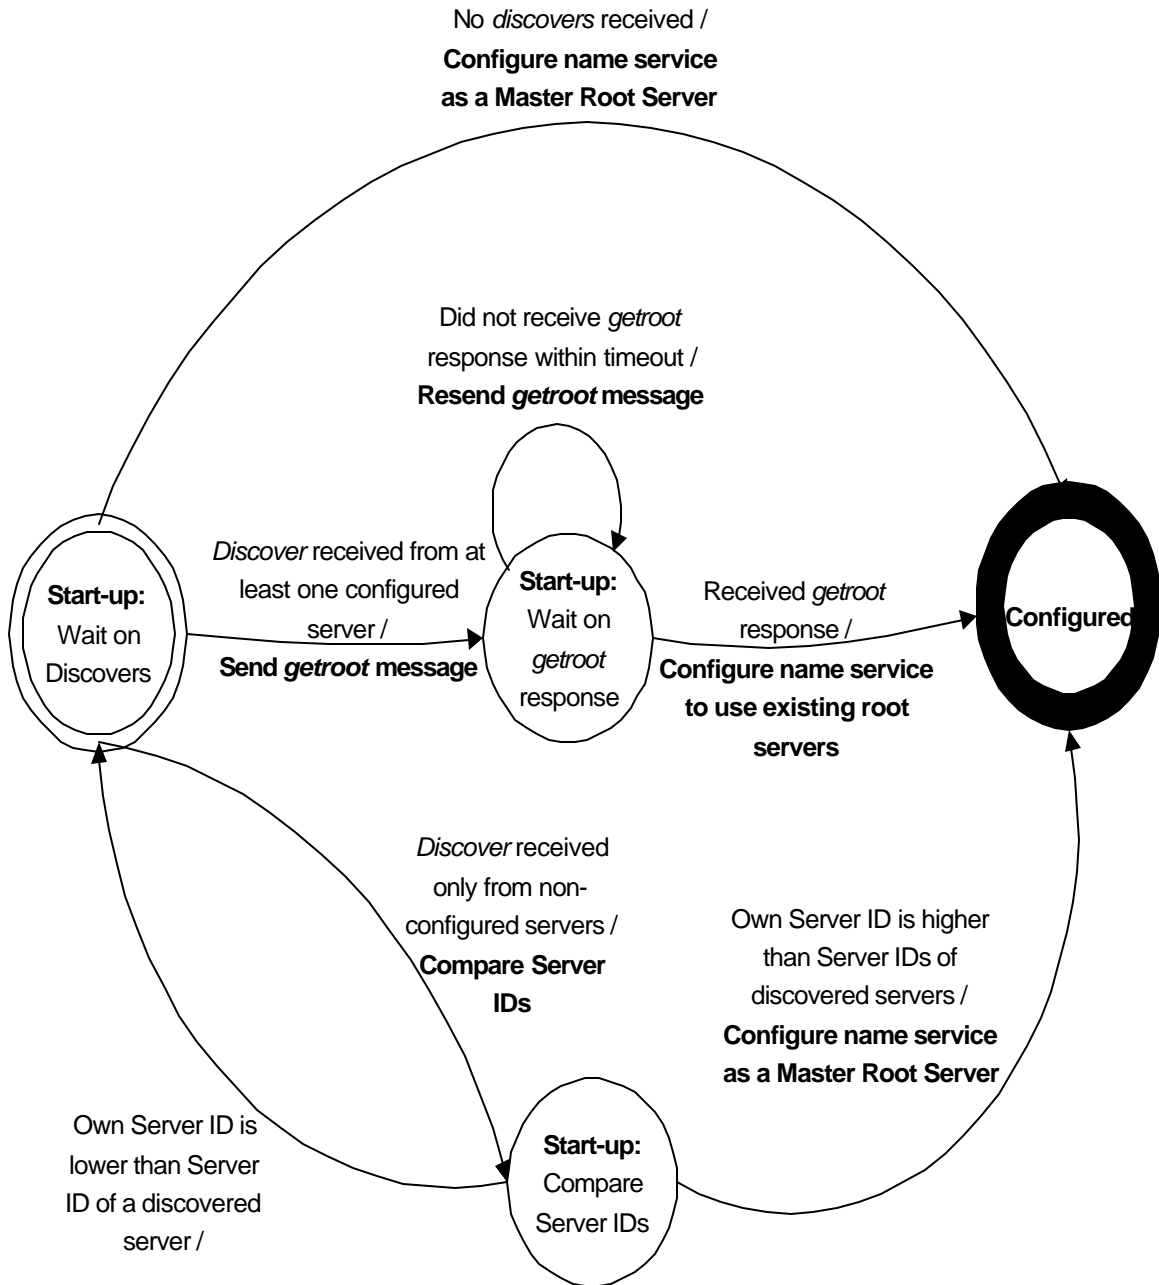 No discovers received /
Configure name service
as a Master Root Server
Did not receive getroot
response within timeout /
Resend getroot message
Start-up:
Wait on
Discovers
Discover received from at
least one configured
server /
Send getroot message
Start-up:
Wait on
getroot
response
Received getroot
response /
Configure name service
to use existing root
servers
Configured
Discover received
only from non-
configured servers /
Compare Server
IDs
Own Server ID is higher
than Server IDs of
discovered servers /
Configure name service
as a Master Root Server
Own Server ID is
lower than Server
ID of a discovered
server /
Start-up:
Compare
Server IDs